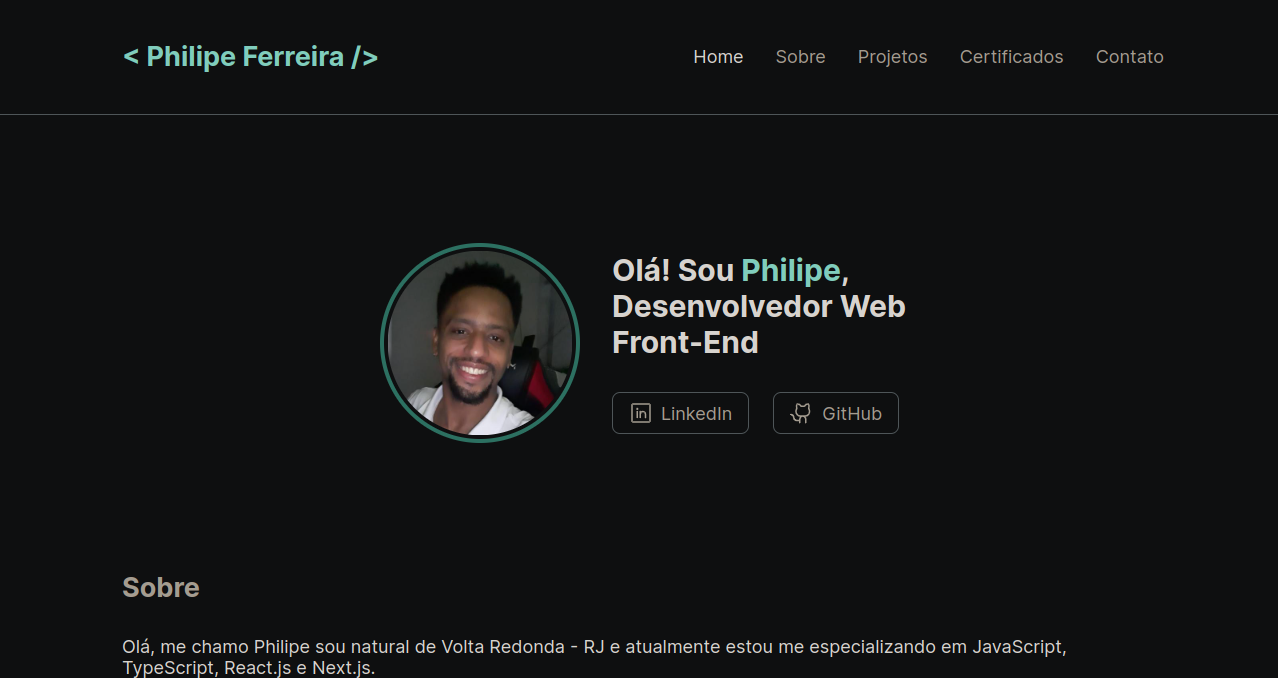 < Philipe Ferreira />
Home Sobre Projetos Certificados Contato
Olá! Sou Philipe,
Desenvolvedor Web
Front-End
LinkedIn GitHub
Sobre
Olá, me chamo Philipe sou natural de Volta Redonda - RJ e atualmente estou me especializando em JavaScript,
TypeScript, React.js e Next.js.